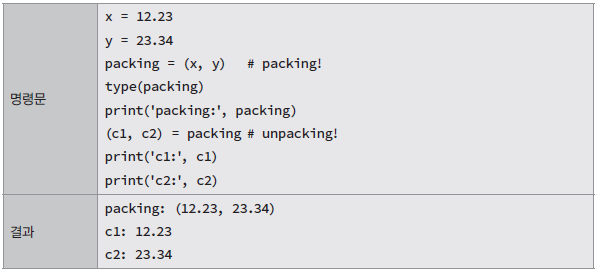 명령문
x = 12.23
y = 23.34
packing = (x, y)   # packing!
type(packing)
print('packing:', packing)
(c1, c2) = packing # unpacking!
print('c1:', c1)
print('c2:', c2)
결과
packing: (12.23, 23.34)
c1: 12.23
c2: 23.34